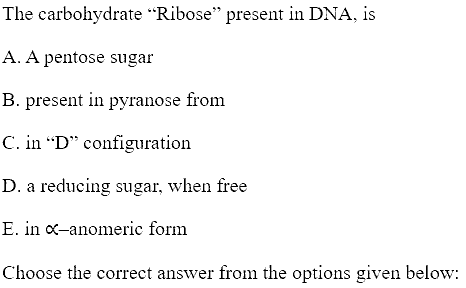 The carbohydrate “Ribose” present in DNA, is
A. A pentose sugar
B. present in pyranose from
C. in “D” configuration
D. a reducing sugar, when free
E. in ∝–anomeric form
Choose the correct answer from the options given below: